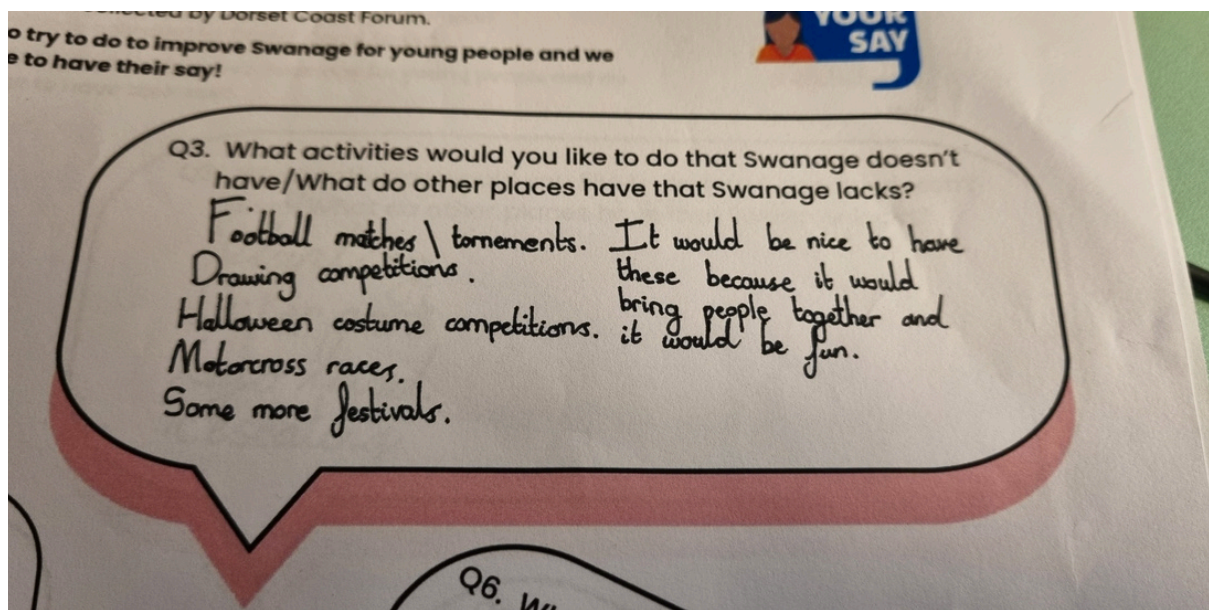 by Dorset Coast Forum.
o try to do to improve Swanage for young people and we
e to have their say!
YOUR
SAY
Q3. What activities would you like to do that Swanage doesn't
have/What do other places have that Swanage lacks?
Football matches \ tornements.
Drawing competitions.
Halloween costume competitions.
Motorcross races.
Some more festivals.
It would be nice to have
these because it would
bring people together and
it would be fun.
Q6.